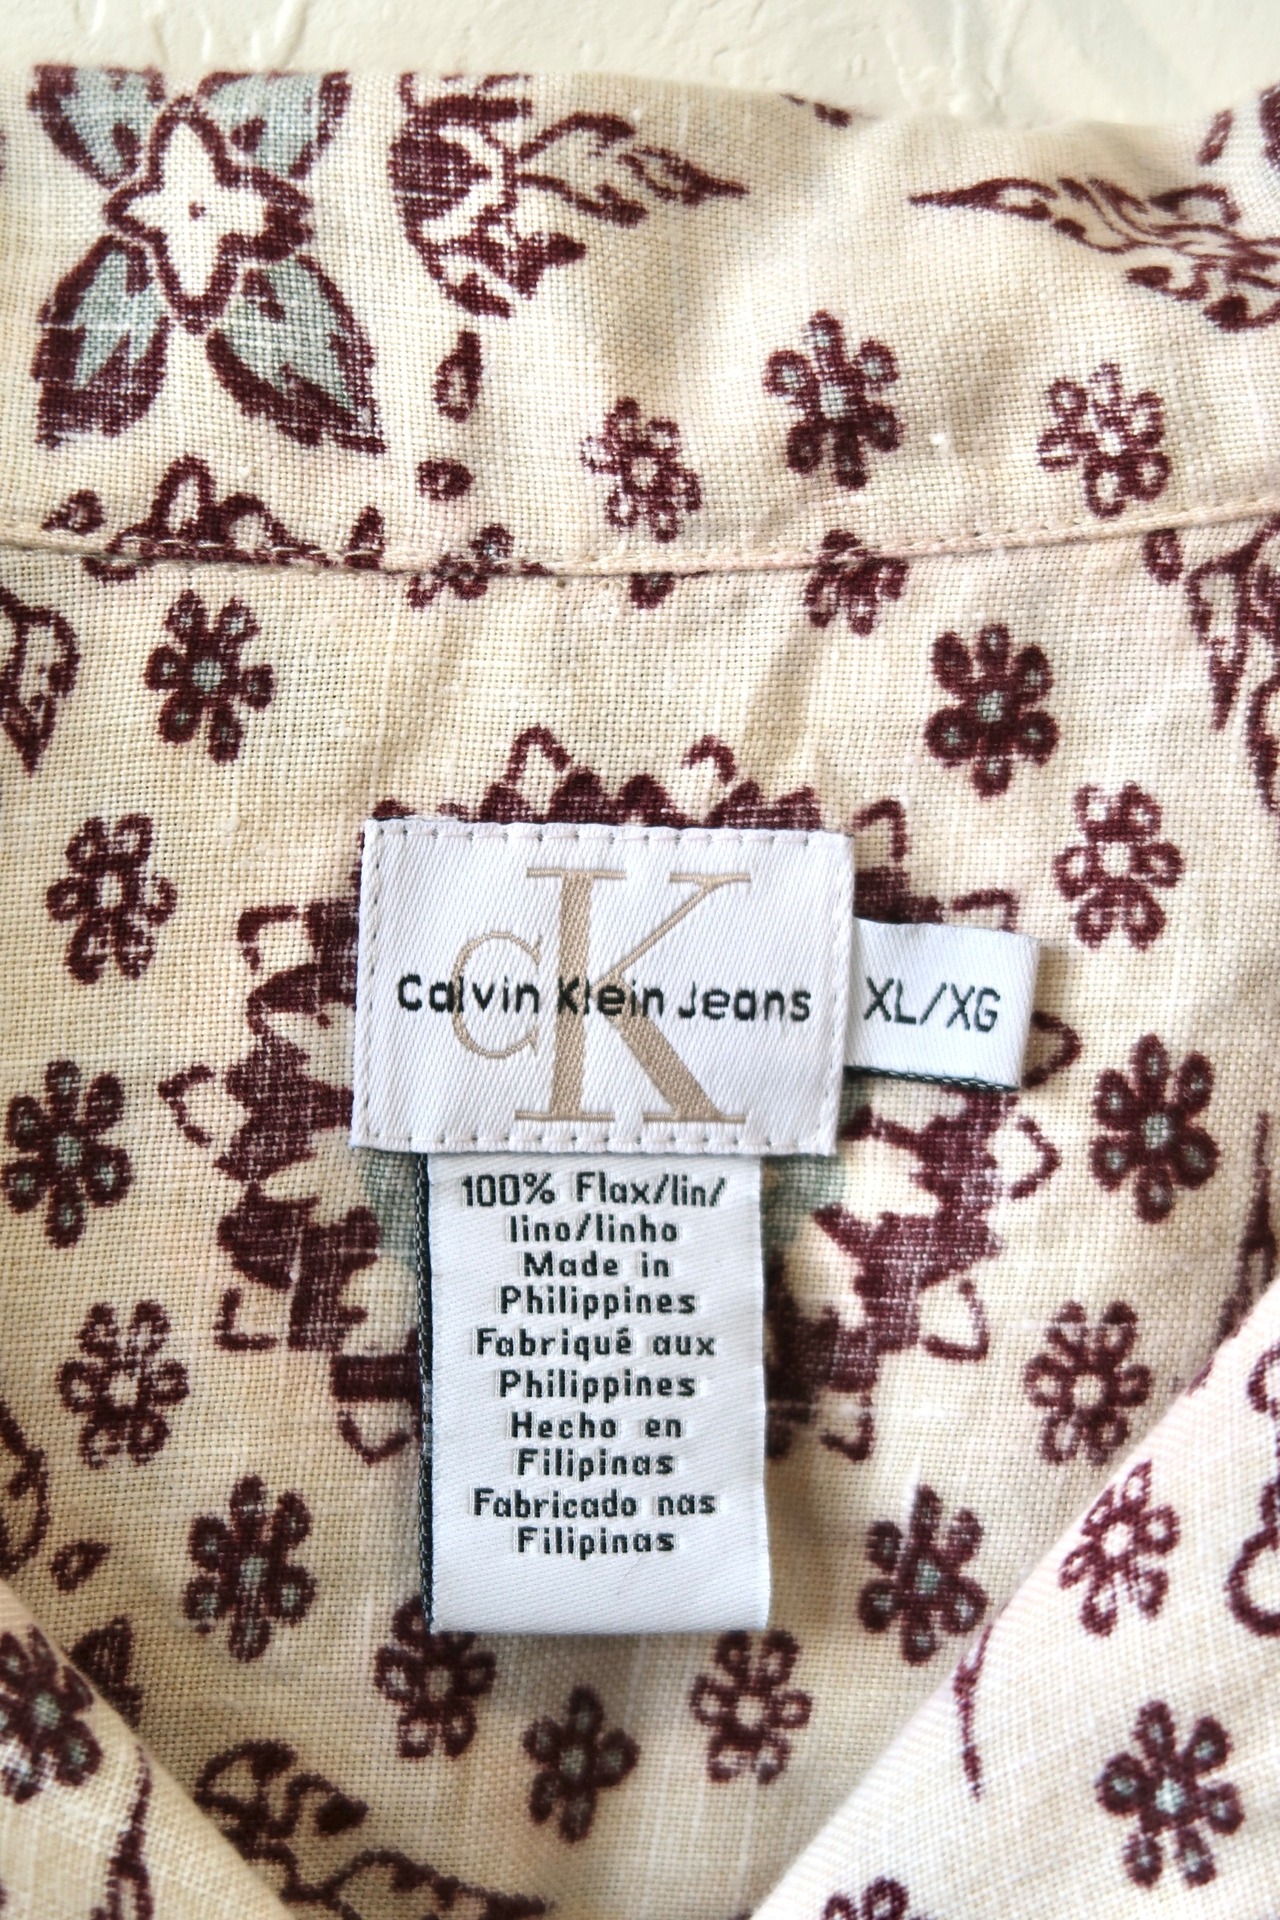 CK
Calvin Klein Jeans
XL/XG
100% Flax/lin/
lino/linho
Made in
Philippines
Fabriqué aux
Philippines
Hecho en
Filipinas
Fabricado nas
Filipinas